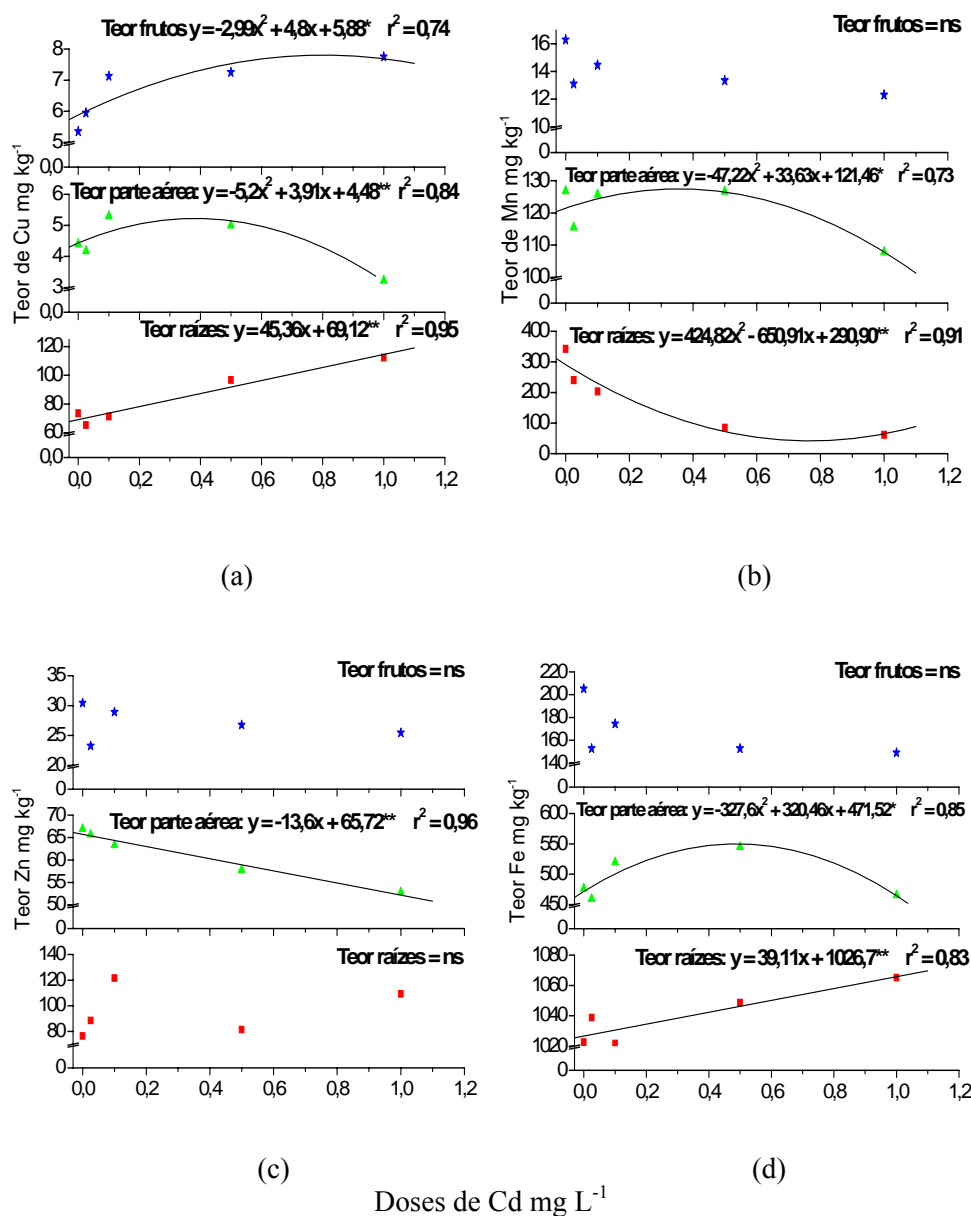 Teor frutos y = -2,99x² + 4,8x + 5,88* r² = 0,74
8
7
6
5
0,0
Teor parte aérea: y = -5,2x² + 3,91x + 4,48** r² = 0,84
6
5
4
3
0,0
Teor raízes: y = 45,36x + 69,12** r² = 0,95
120
100
80
60
0,0
Teor de Cu mg kg⁻¹
0,0 0,2 0,4 0,6 0,8 1,0 1,2
(a)
Teor frutos = ns
16
14
12
10
0
Teor parte aérea: y = -47,22x² + 33,63x + 121,46* r² = 0,73
130
120
110
100
0
Teor raízes: y = 424,82x² - 650,91x + 290,90** r² = 0,91
400
300
200
100
0
Teor de Mn mg kg⁻¹
0,0 0,2 0,4 0,6 0,8 1,0 1,2
(b)
Teor frutos = ns
35
30
25
20
0
Teor parte aérea: y = -13,6x + 65,72** r² = 0,96
70
65
60
55
50
0
Teor raízes = ns
140
120
100
80
0
Teor Zn mg kg⁻¹
0,0 0,2 0,4 0,6 0,8 1,0 1,2
(c)
Teor frutos = ns
220
200
180
160
140
0
Teor parte aérea: y = -327,6x² + 320,46x + 471,52* r² = 0,85
600
550
500
450
0
Teor raízes: y = 39,11x + 1026,7** r² = 0,83
1080
1060
1040
1020
0
Teor Fe mg kg⁻¹
0,0 0,2 0,4 0,6 0,8 1,0 1,2
(d)
Doses de Cd mg L⁻¹